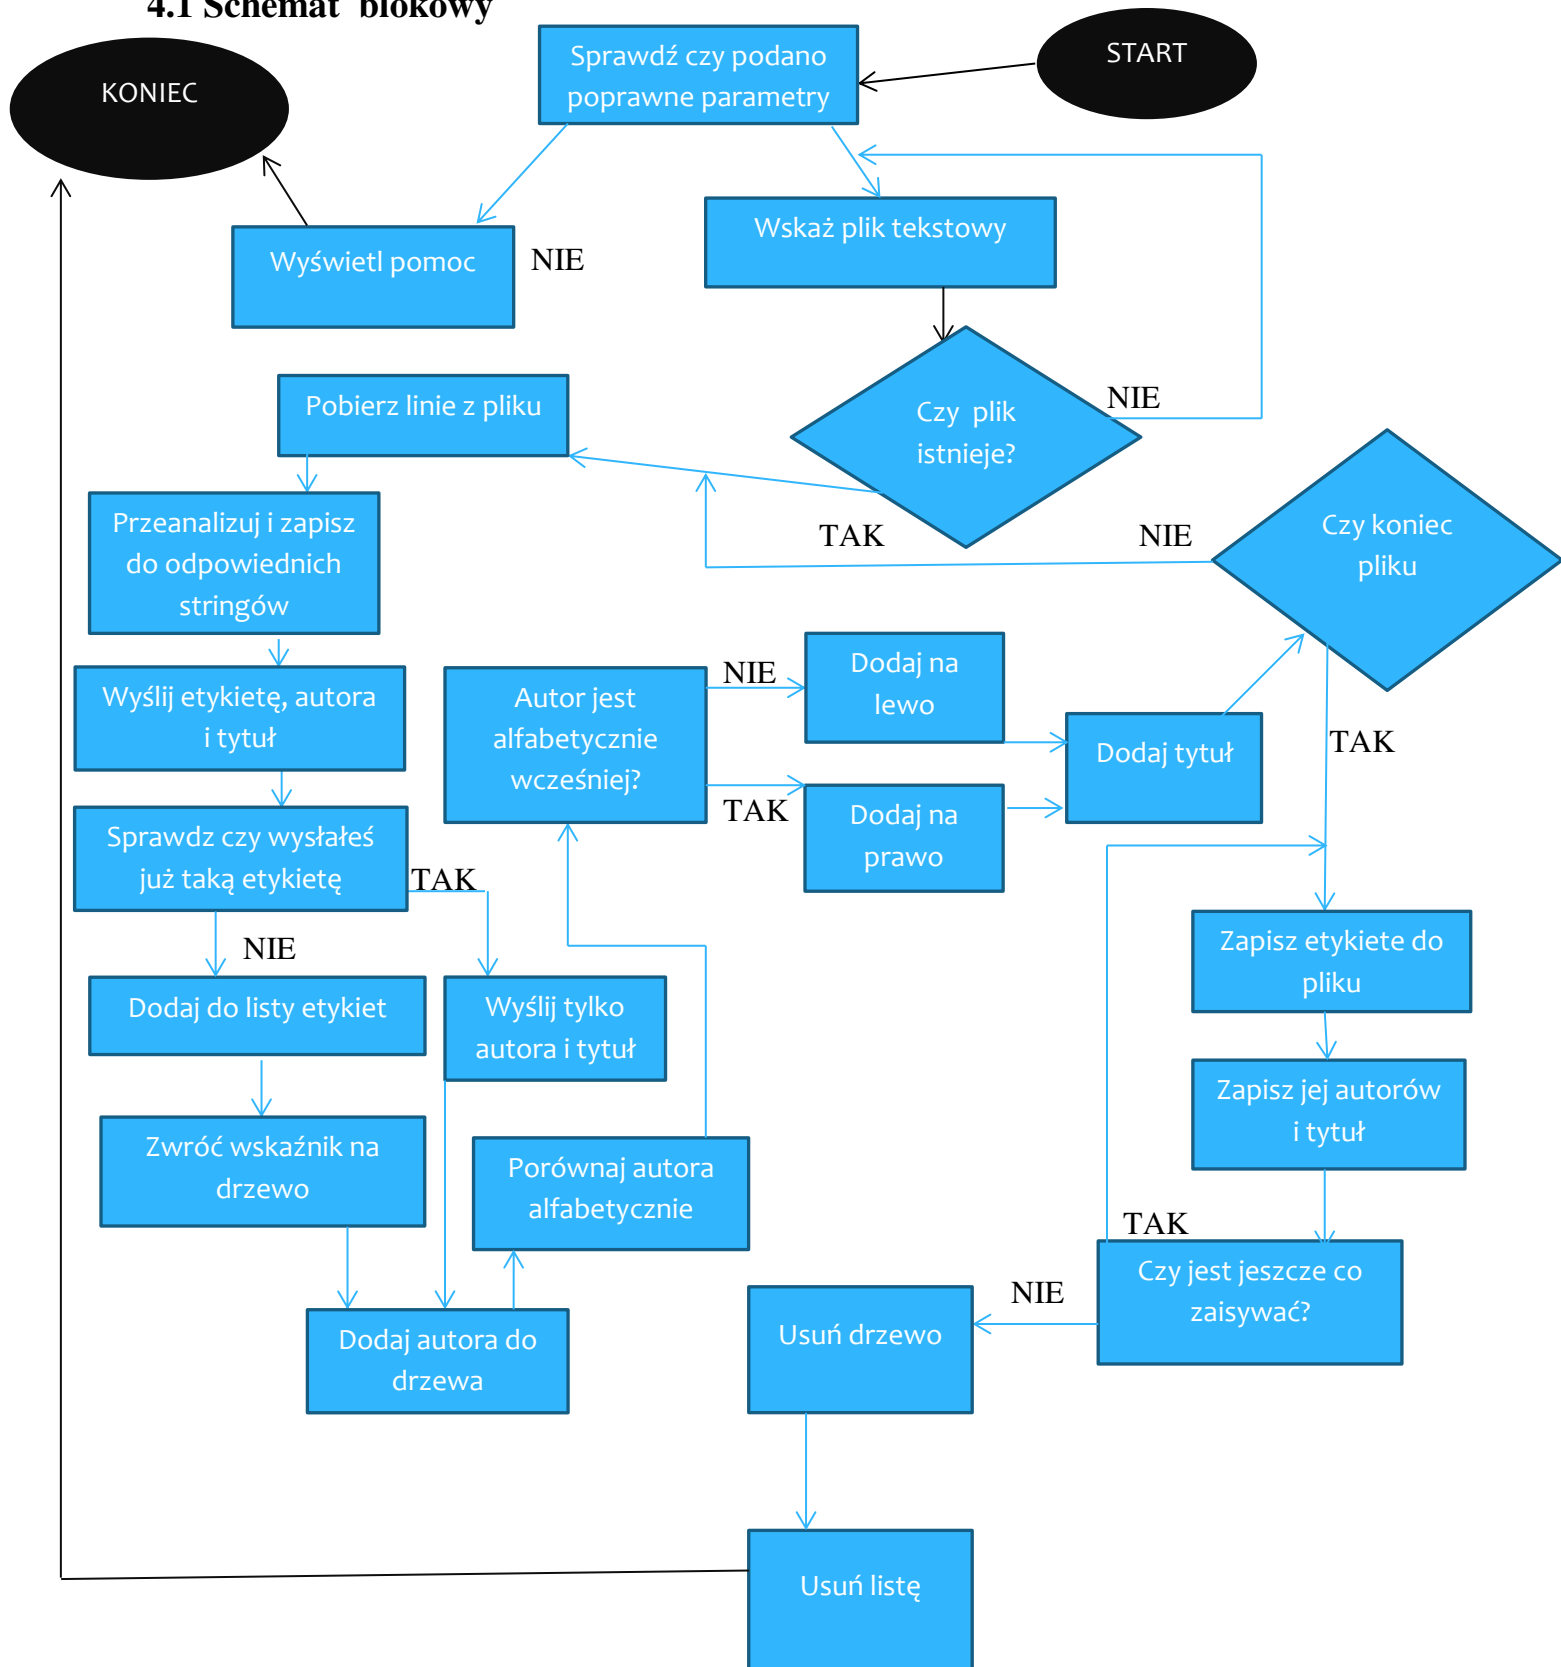 4.1 Schemat blokowy
START
KONIEC
Sprawdź czy podano
poprawne parametry
Wskaż plik tekstowy
Wyświetl pomoc
NIE
Czy plik
istnieje?
NIE
TAK
Pobierz linie z pliku
Czy koniec
pliku
NIE
TAK
Przeanalizuj i zapisz
do odpowiednich
stringów
Wyślij etykietę, autora
i tytuł
Sprawdz czy wysłałeś
już taką etykietę
TAK
NIE
Dodaj do listy etykiet
Wyślij tylko
autora i tytuł
Zwróć wskaźnik na
drzewo
Dodaj autora do
drzewa
Porównaj autora
alfabetycznie
Autor jest
alfabetycznie
wcześniej?
NIE
TAK
Dodaj na
lewo
Dodaj na
prawo
Dodaj tytuł
Zapisz etykiete do
pliku
Zapisz jej autorów
i tytuł
TAK
Czy jest jeszcze co
zaisywać?
NIE
Usuń drzewo
Usuń listę